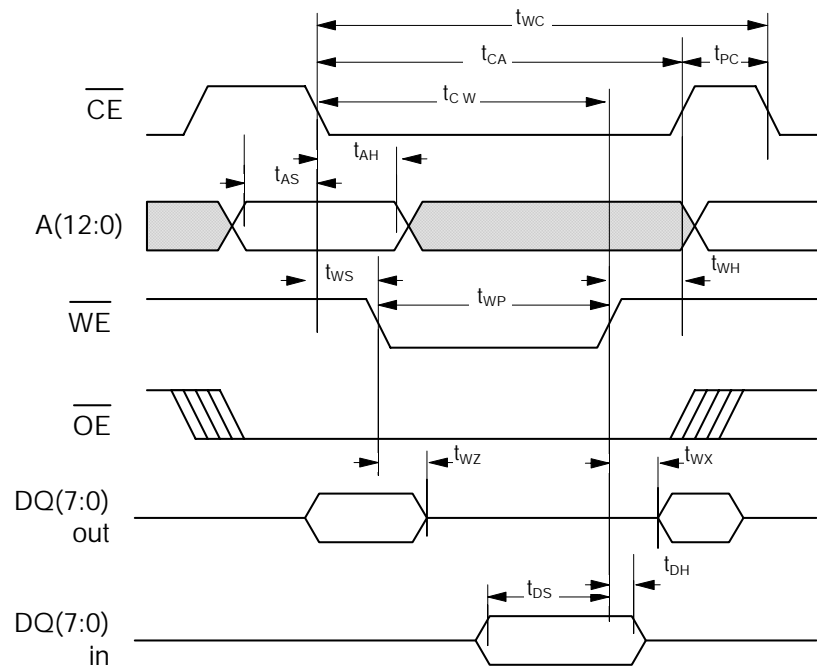 tWC
tCA
tPC
CE
tC W
tAH
tAS
A(12:0)
tWS
tWH
tWP
WE
OE
tWZ
tWX
DQ(7:0)
out
tDH
tDS
DQ(7:0)
in